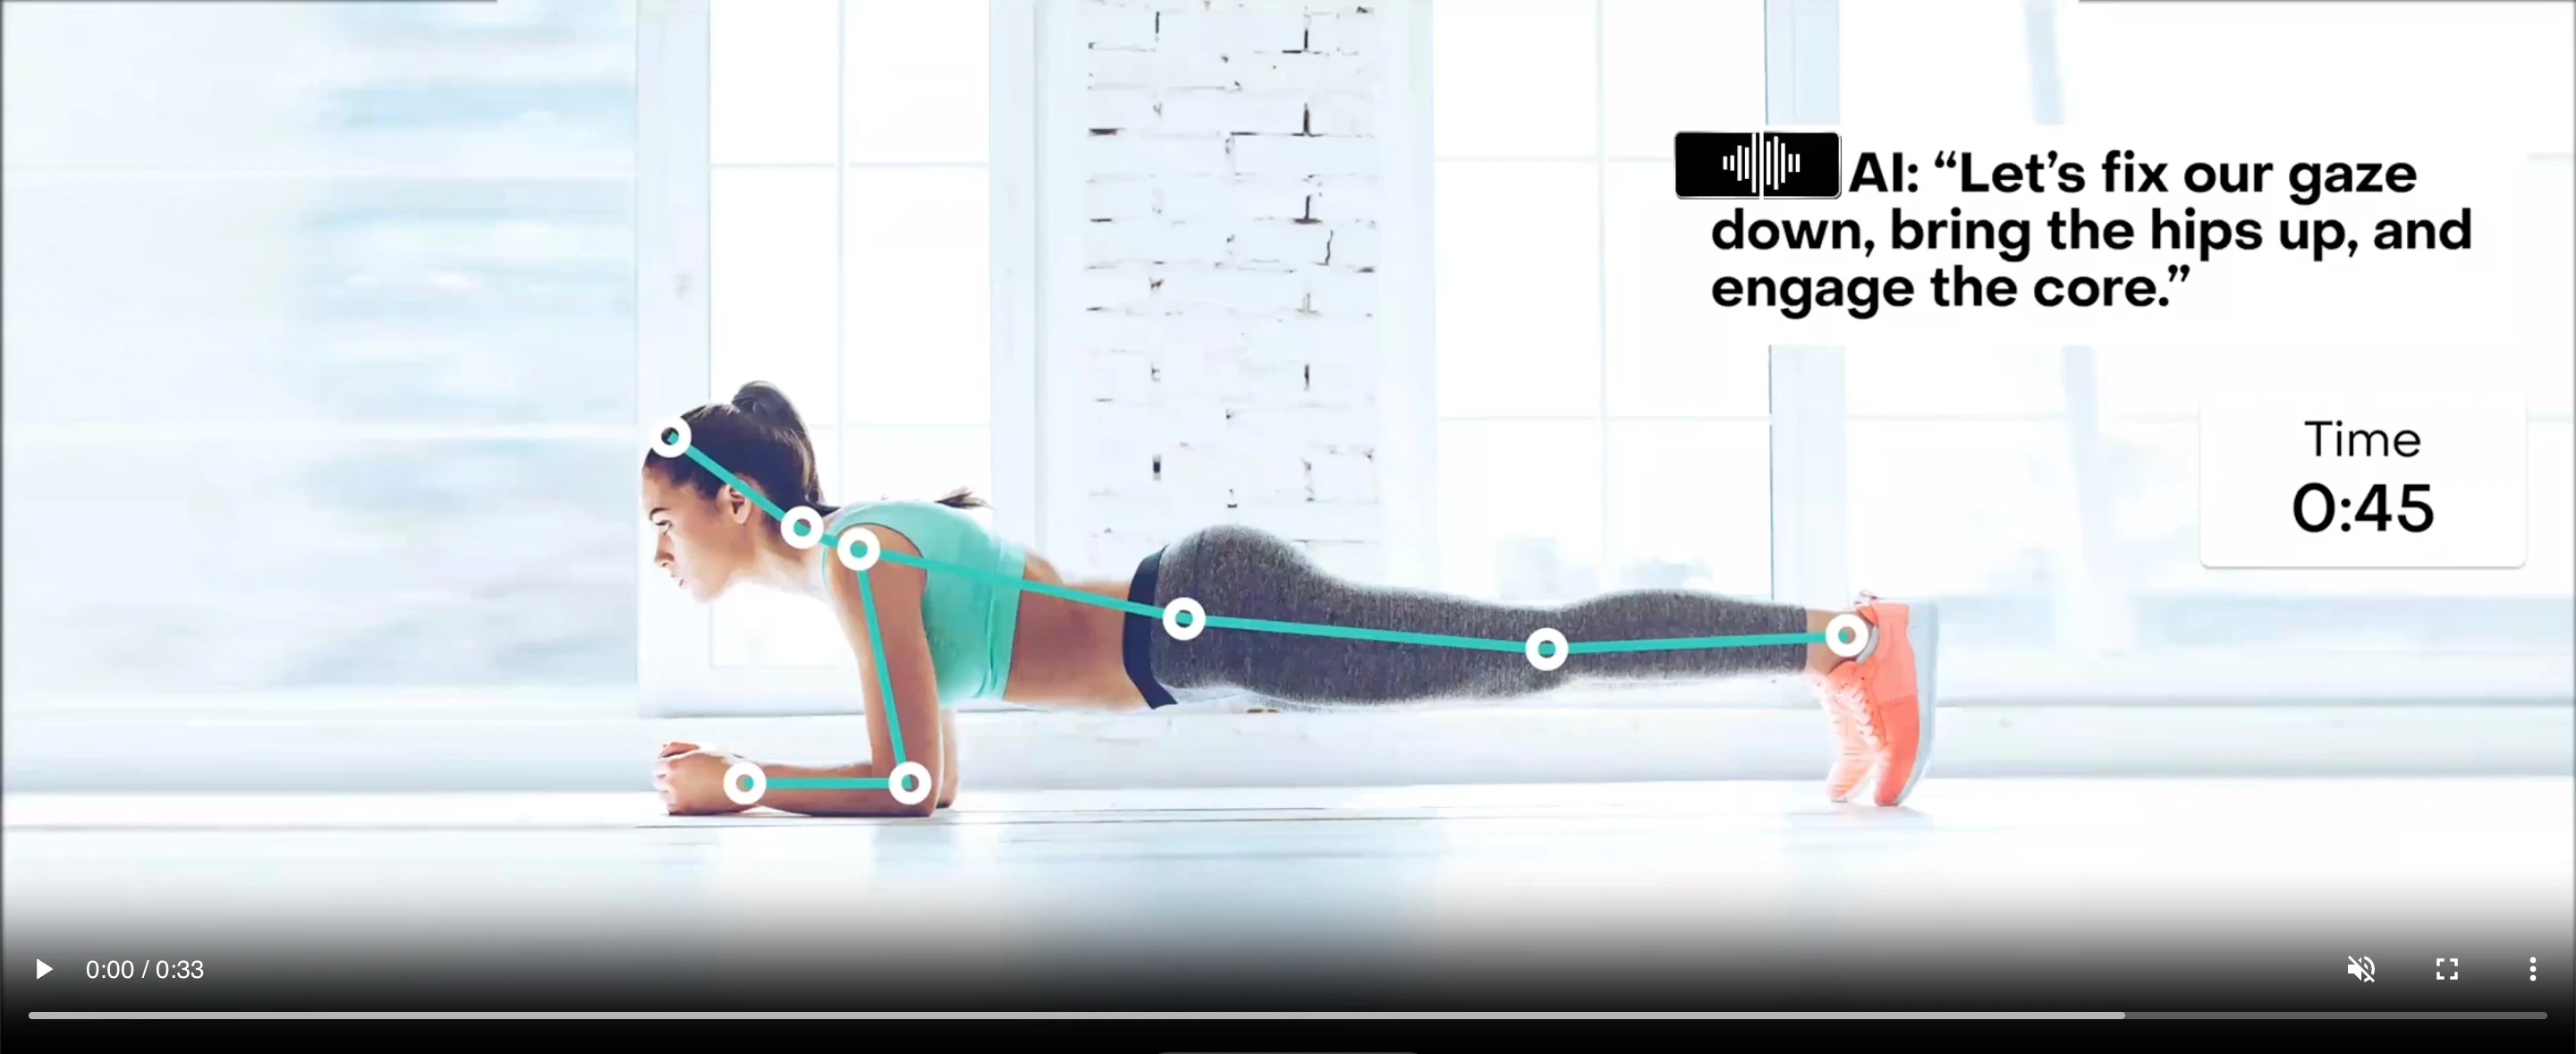 AI: “Let’s fix our gaze
down, bring the hips up, and
engage the core.”
Time
0:45
0:00 / 0:33